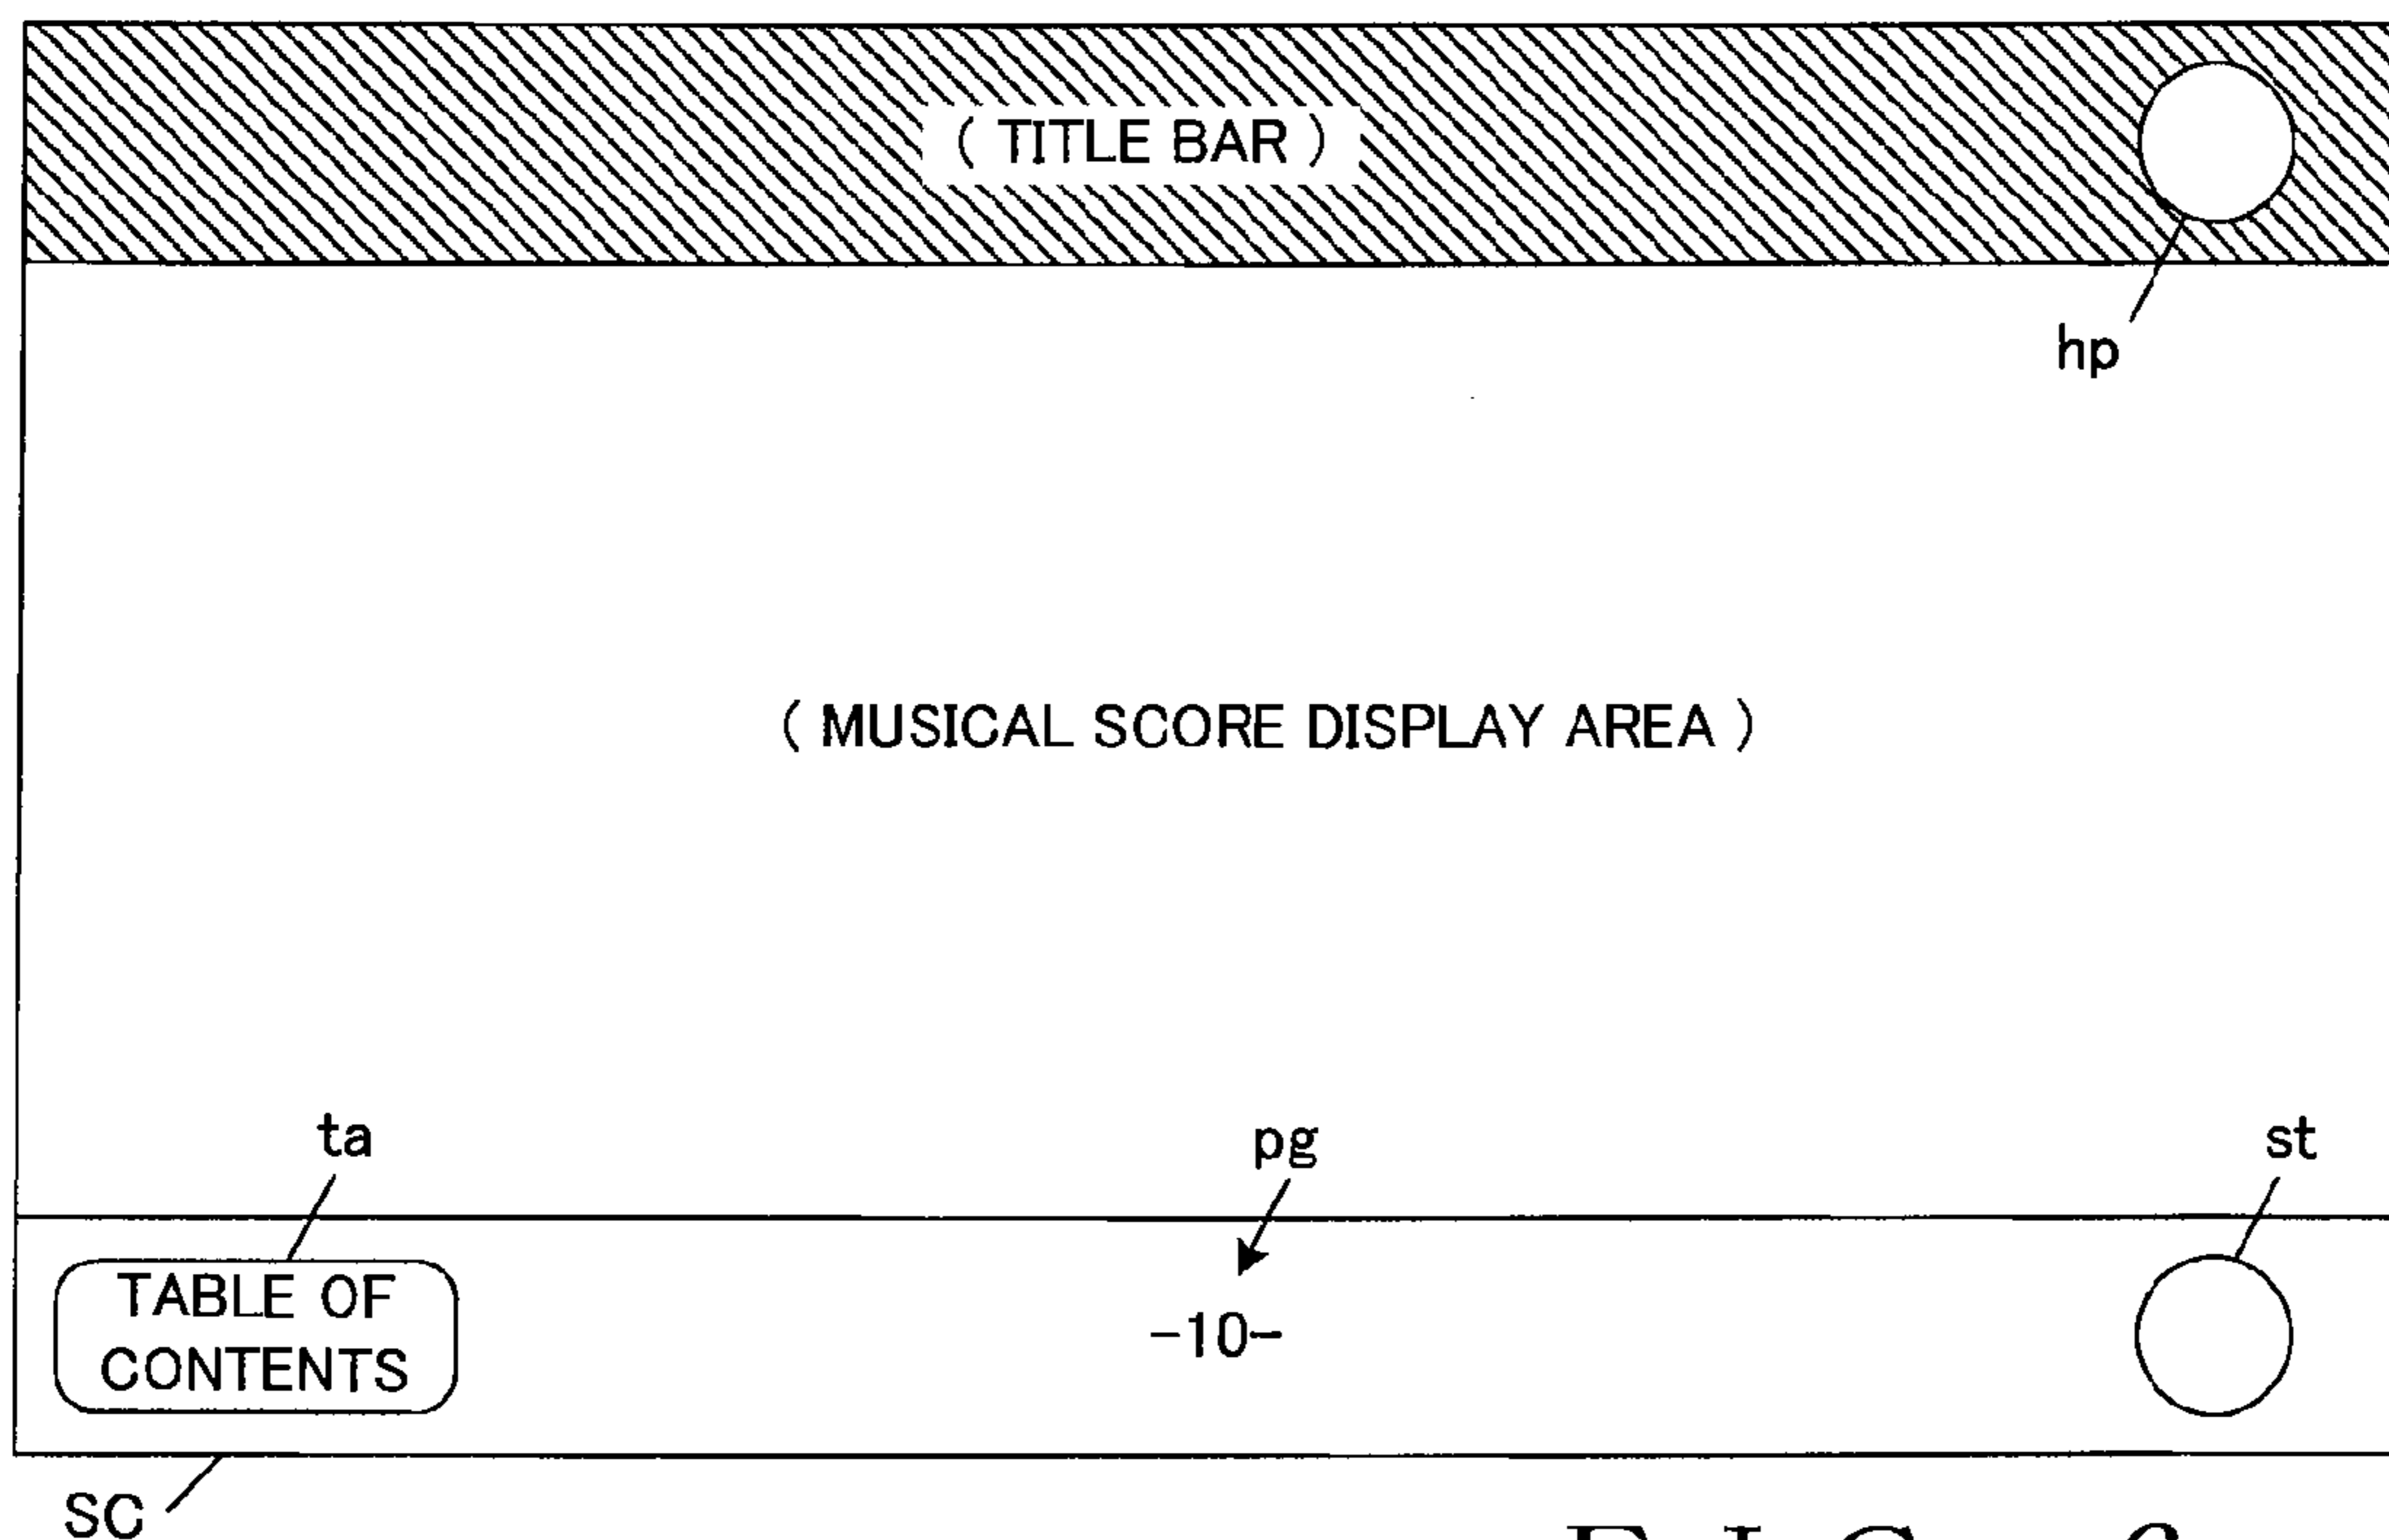 ( TITLE BAR )
hp
( MUSICAL SCORE DISPLAY AREA )
ta
pg
st
TABLE OF
CONTENTS
-10-
SC